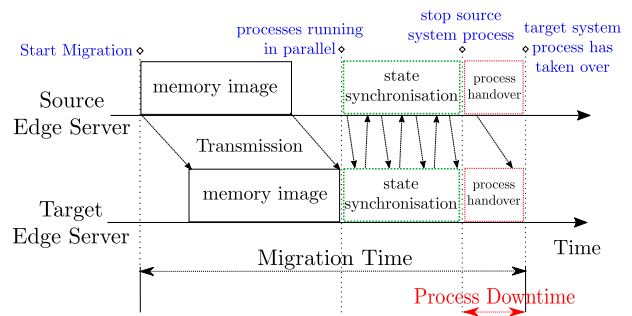 stop source
system process
processes running
in parallel
target system
process has
taken over
Start Migration
memory image
state
synchronisation
process
handover
Source
Edge Server
Transmission
memory image
state
synchronisation
process
handover
Target
Edge Server
Time
Migration Time
Process Downtime